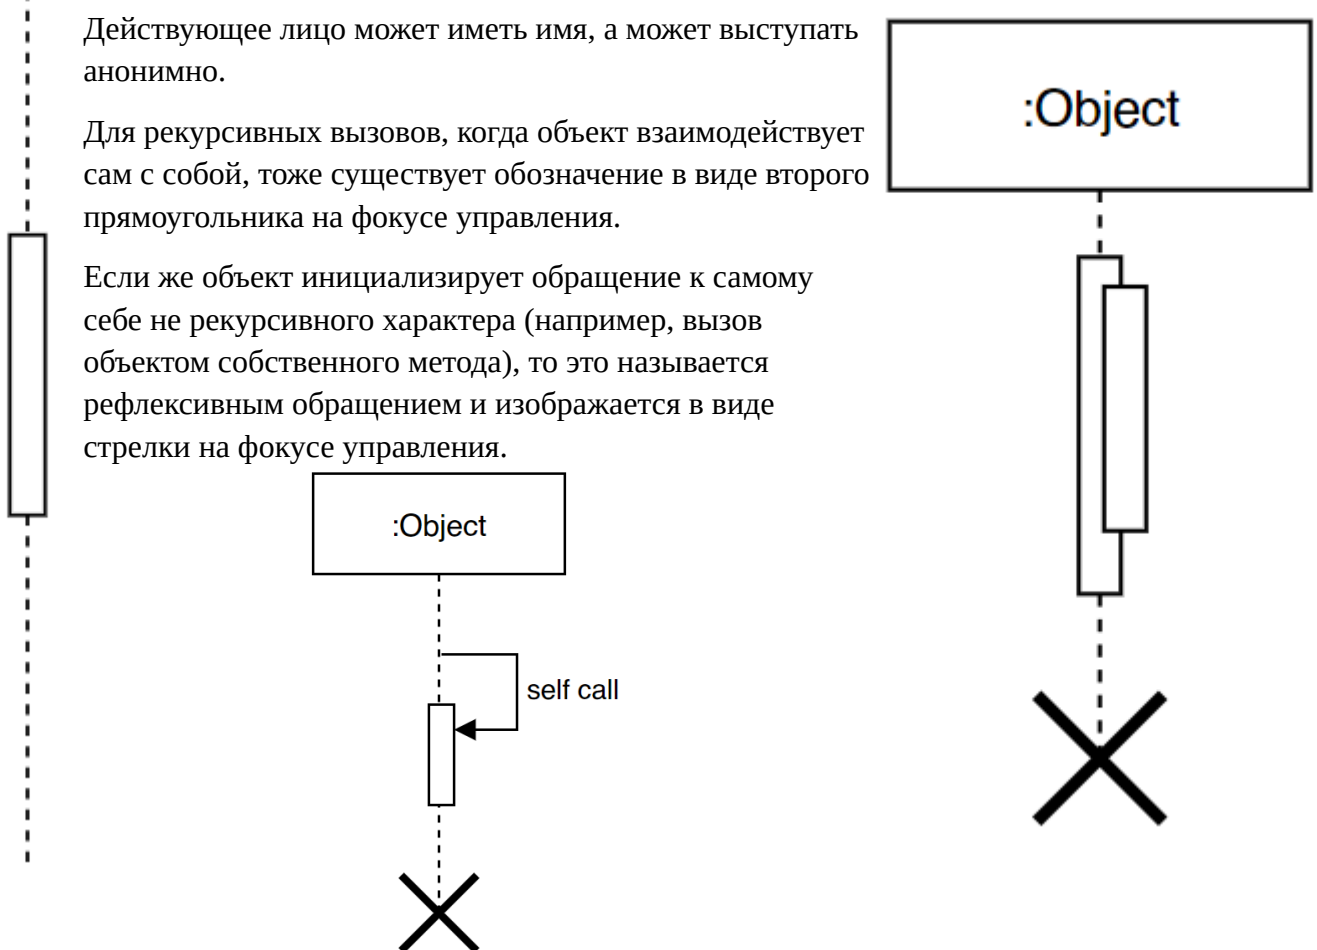 Действующее лицо может иметь имя, а может выступать
анонимно.
Для рекурсивных вызовов, когда объект взаимодействует
сам с собой, тоже существует обозначение в виде второго
прямоугольника на фокусе управления.
Если же объект инициализирует обращение к самому
себе не рекурсивного характера (например, вызов
объектом собственного метода), то это называется
рефлексивным обращением и изображается в виде
стрелки на фокусе управления.
:Object
self call
:Object